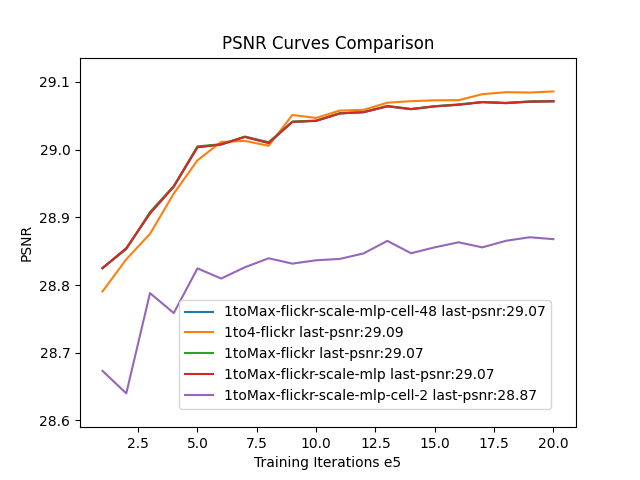 PSNR Curves Comparison
29.1
29.0
28.9
28.8
28.7
28.6
PSNR
1toMax-flickr-scale-mlp-cell-48 last-psnr:29.07
1to4-flickr last-psnr:29.09
1toMax-flickr last-psnr:29.07
1toMax-flickr-scale-mlp last-psnr:29.07
1toMax-flickr-scale-mlp-cell-2 last-psnr:28.87
2.5 5.0 7.5 10.0 12.5 15.0 17.5 20.0
Training Iterations e5